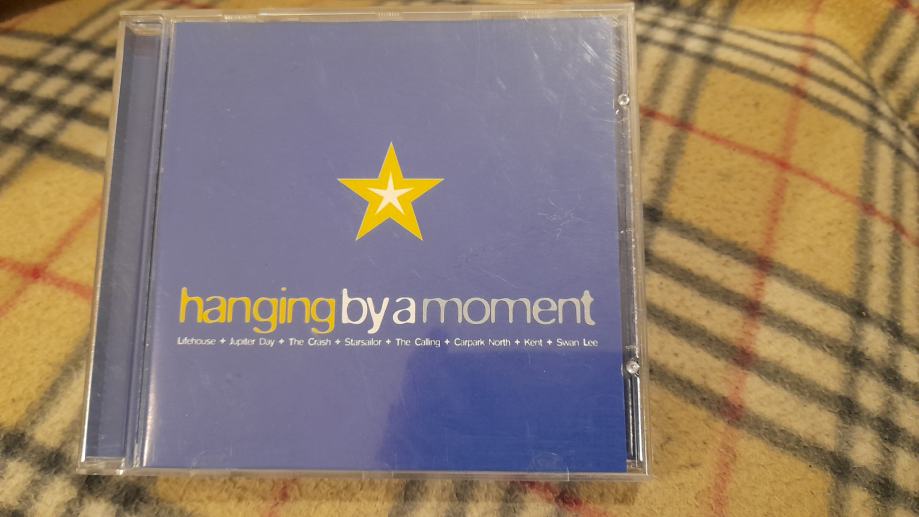 hanging by a moment
Lifehouse + Jupiter Day + The Crash + Starsailor + The Calling + Carpark North + Kent + Swan Lee